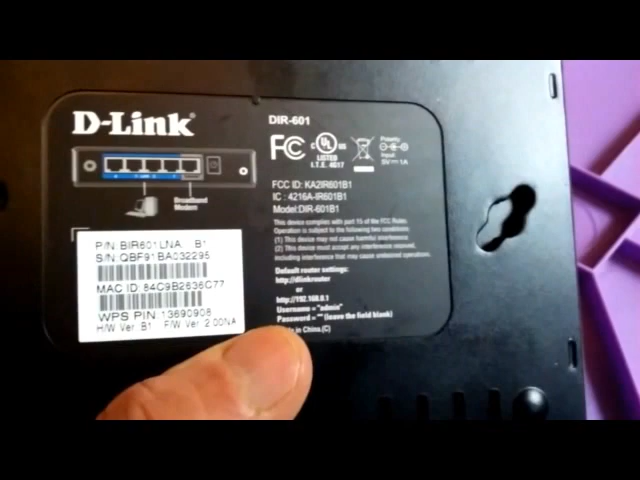 D-Link
DIR-601
FC
c UL us
LISTED
I.T.E. 4G17
Polarity
Input
5V 1A
Broadband
Modem
FCC ID: KA2IR601B1
IC : 4216A-IR601B1
Model:DIR-601B1
This device complies with part 15 of the FCC Rules.
Operation is subject to the following two conditions:
(1) This device may not cause harmful interference.
(2) This device must accept any interference received,
including interference that may cause undesired operation.
Default router settings:
http://dlinkrouter
or
http://192.168.0.1
Username = "admin"
Password = "" (leave the field blank)
in China.(C)
P/N: BIR601LNA B1
S/N: QBF91BA032295
MAC ID: 84C9B2636C77
WPS PIN: 13690908
H/W Ver: B1 F/W Ver: 2.00NA